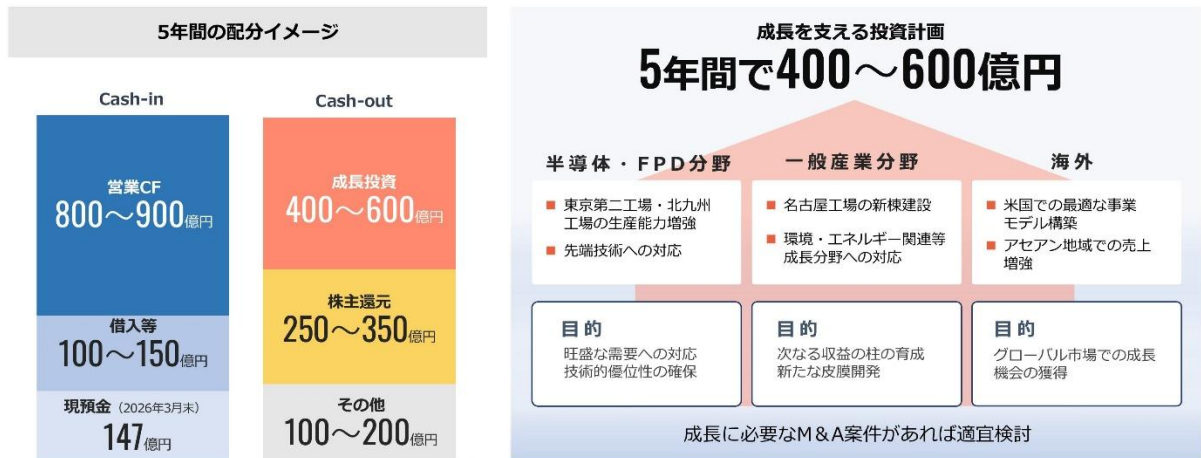 5年間の配分イメージ
Cash-in
Cash-out
営業CF
800～900億円
借入等
100～150億円
現預金（2026年3月末）
147億円
成長投資
400～600億円
株主還元
250～350億円
その他
100～200億円
成長を支える投資計画
5年間で400～600億円
半導体・FPD分野
■ 東京第二工場・北九州
工場の生産能力増強
■ 先端技術への対応
目的
旺盛な需要への対応
技術的優位性の確保
一般産業分野
■ 名古屋工場の新棟建設
■ 環境・エネルギー関連等
成長分野への対応
目的
次なる収益の柱の育成
新たな皮膜開発
海外
■ 米国での最適な事業
モデル構築
■ アセアン地域での売上
増強
目的
グローバル市場での成長
機会の獲得
成長に必要なM＆A案件があれば適宜検討